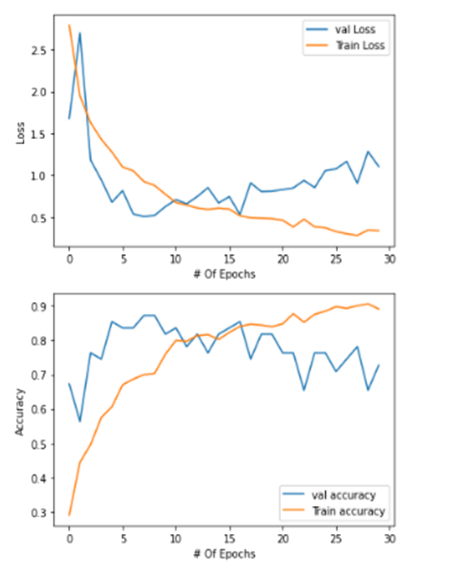 val Loss
Train Loss
2.5
2.0
1.5
1.0
0.5
Loss
0 5 10 15 20 25 30
# Of Epochs
0.9
0.8
0.7
0.6
0.5
0.4
0.3
Accuracy
val accuracy
Train accuracy
0 5 10 15 20 25 30
# Of Epochs